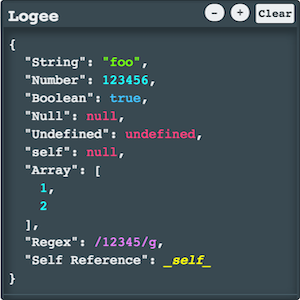 Logee - + Clear
{
  "String": "foo",
  "Number": 123456,
  "Boolean": true,
  "Null": null,
  "Undefined": undefined,
  "self": null,
  "Array": [
    1,
    2
  ],
  "Regex": /12345/g,
  "Self Reference": _self_
}